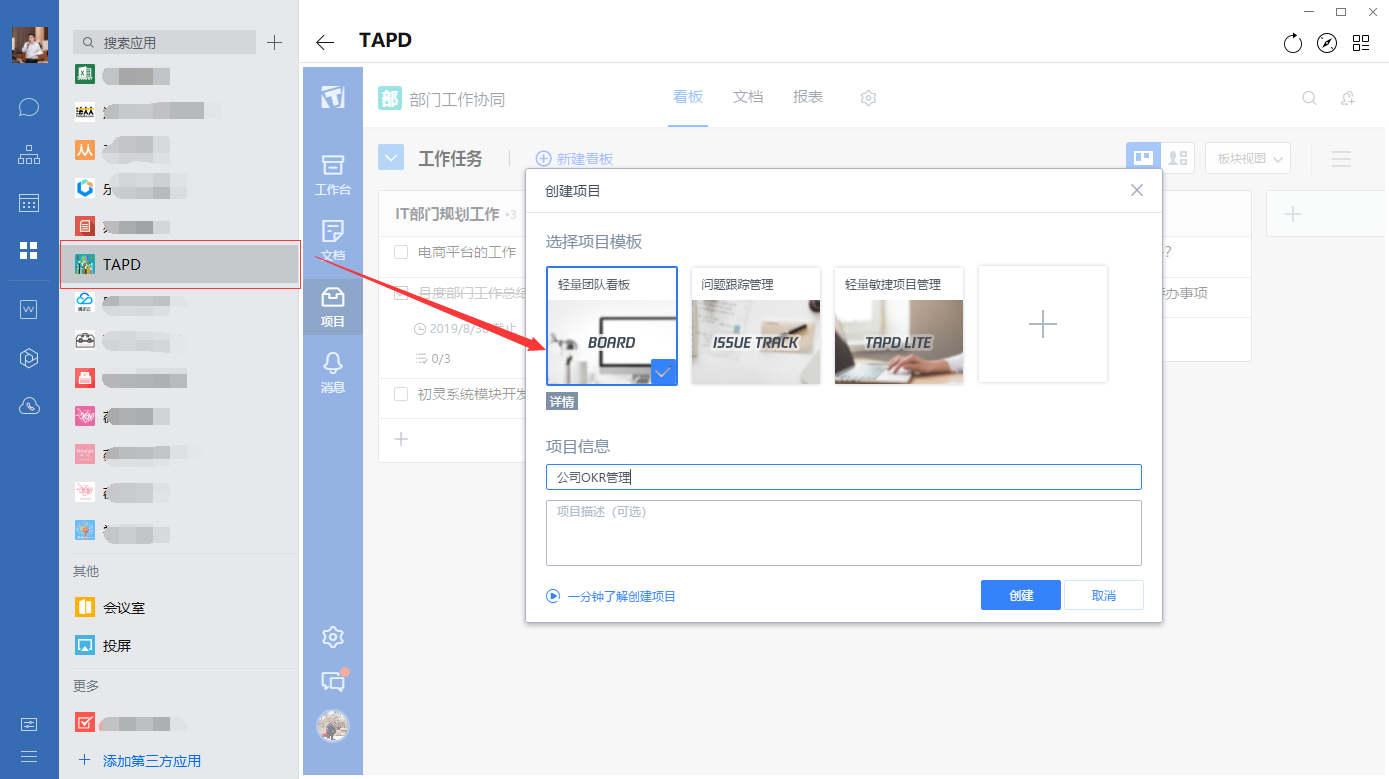 搜索应用
TAPD
其他
会议室
投屏
更多
添加第三方应用
TAPD
工作台
文档
项目
消息
部 部门工作协同
看板 文档 报表
工作任务 新建看板
板块视图
IT部门规划工作 •3
电商平台的工作
月度部门工作总结
2019/8/30 截止
0/3
初灵系统模块开发
办事项
创建项目
选择项目模板
轻量团队看板 问题跟踪管理 轻量敏捷项目管理
BOARD ISSUE TRACK TAPD LITE
详情
项目信息
公司OKR管理
项目描述（可选）
一分钟了解创建项目
创建 取消